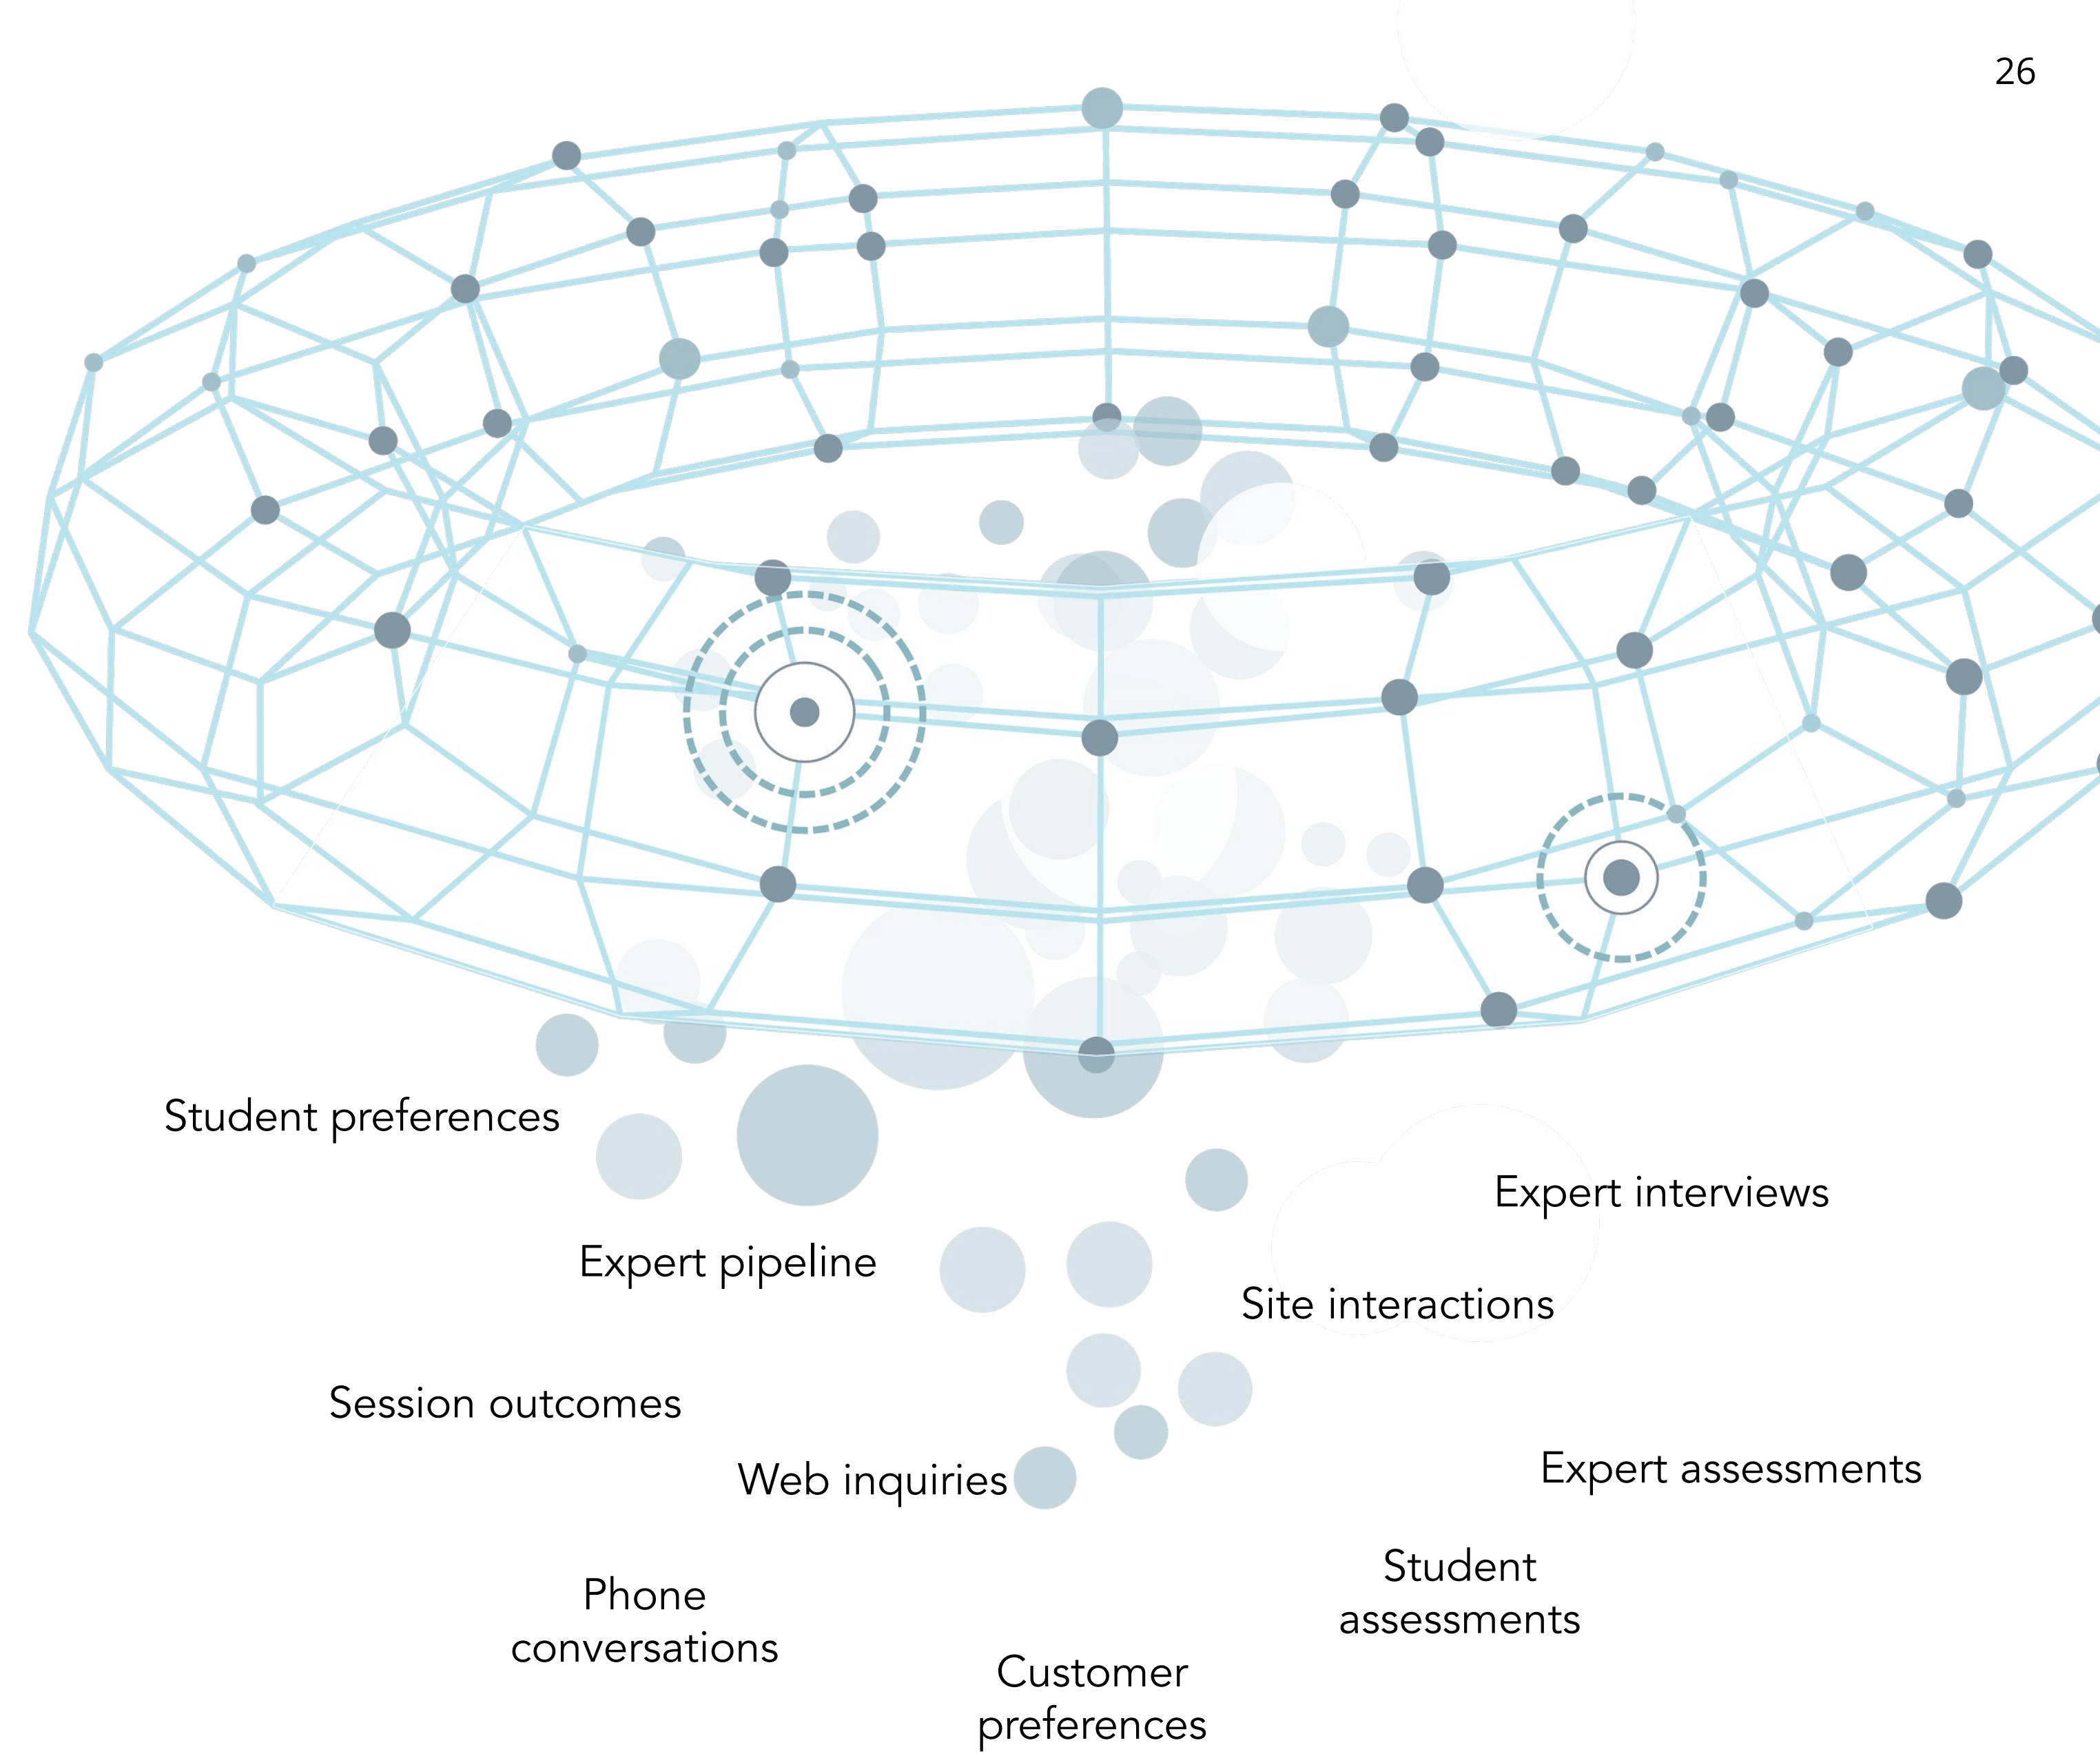 26
Student preferences
Expert interviews
Expert pipeline
Site interactions
Session outcomes
Web inquiries
Expert assessments
Student
assessments
Phone
conversations
Customer
preferences